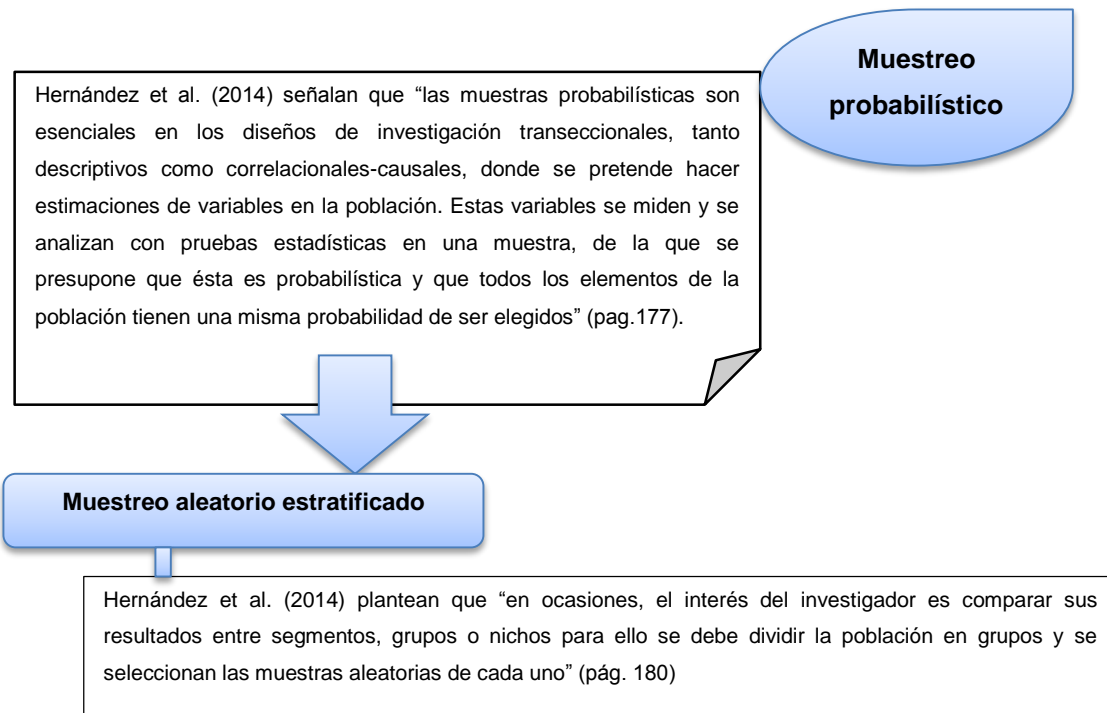 Muestreo
probabilístico
Hernández et al. (2014) señalan que “las muestras probabilísticas son
esenciales en los diseños de investigación transeccionales, tanto
descriptivos como correlacionales-causales, donde se pretende hacer
estimaciones de variables en la población. Estas variables se miden y se
analizan con pruebas estadísticas en una muestra, de la que se
presupone que ésta es probabilística y que todos los elementos de la
población tienen una misma probabilidad de ser elegidos” (pag.177).
Muestreo aleatorio estratificado
Hernández et al. (2014) plantean que “en ocasiones, el interés del investigador es comparar sus
resultados entre segmentos, grupos o nichos para ello se debe dividir la población en grupos y se
seleccionan las muestras aleatorias de cada uno” (pág. 180)